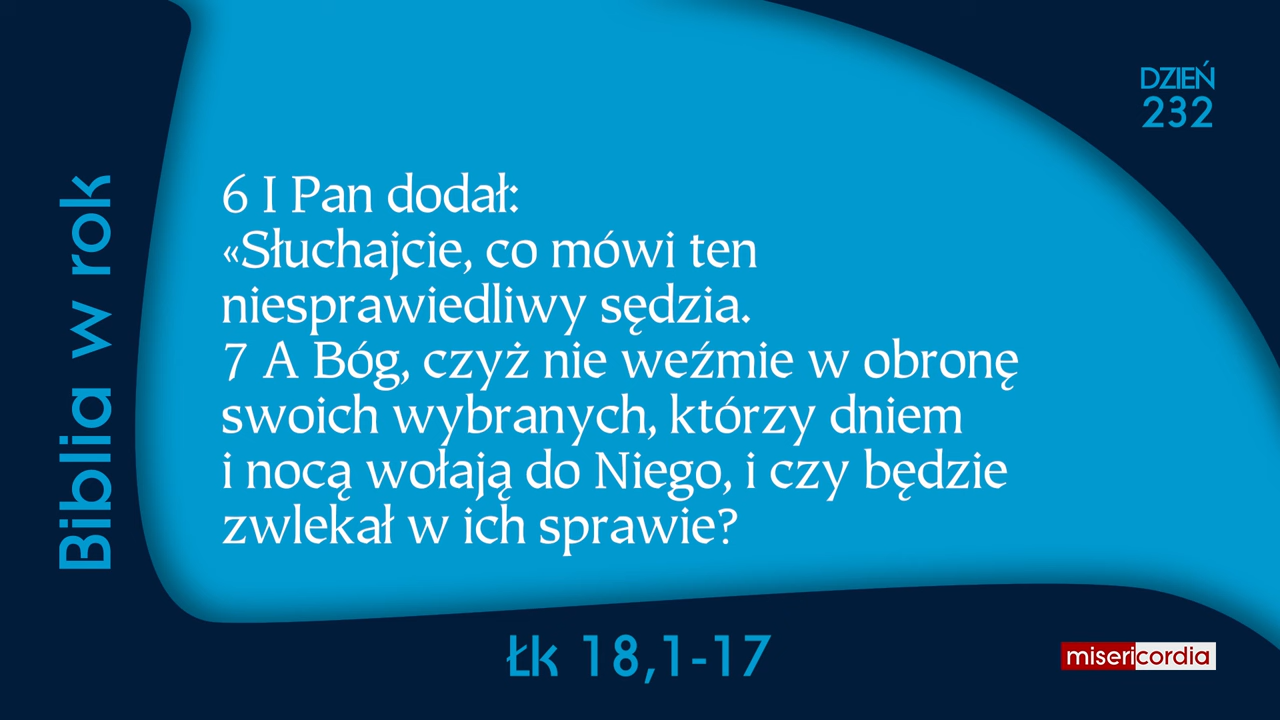 DZIEŃ
232
Biblia w rok
6 I Pan dodał:
«Słuchajcie, co mówi ten
niesprawiedliwy sędzia.
7 A Bóg, czyż nie weźmie w obronę
swoich wybranych, którzy dniem
i nocą wołają do Niego, i czy będzie
zwlekał w ich sprawie?
Łk 18,1-17
misericordia